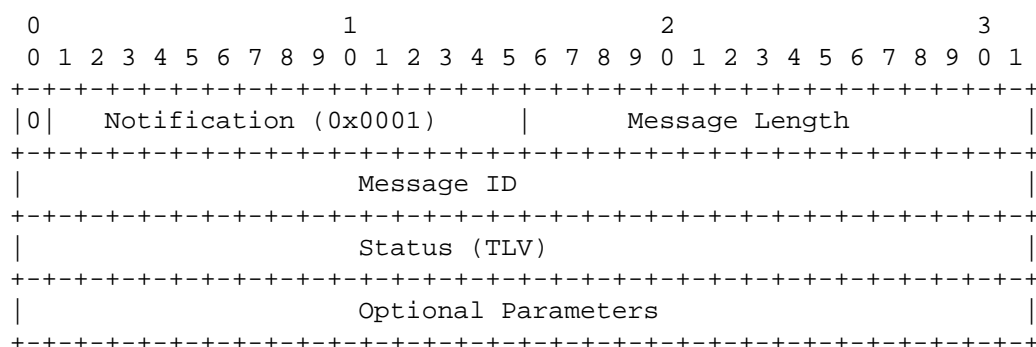 0                   1                   2                   3
 0 1 2 3 4 5 6 7 8 9 0 1 2 3 4 5 6 7 8 9 0 1 2 3 4 5 6 7 8 9 0 1
+-+-+-+-+-+-+-+-+-+-+-+-+-+-+-+-+-+-+-+-+-+-+-+-+-+-+-+-+-+-+-+-+
|0|   Notification (0x0001)     |      Message Length            |
+-+-+-+-+-+-+-+-+-+-+-+-+-+-+-+-+-+-+-+-+-+-+-+-+-+-+-+-+-+-+-+-+
|                     Message ID                                |
+-+-+-+-+-+-+-+-+-+-+-+-+-+-+-+-+-+-+-+-+-+-+-+-+-+-+-+-+-+-+-+-+
|                     Status (TLV)                              |
+-+-+-+-+-+-+-+-+-+-+-+-+-+-+-+-+-+-+-+-+-+-+-+-+-+-+-+-+-+-+-+-+
|                     Optional Parameters                       |
+-+-+-+-+-+-+-+-+-+-+-+-+-+-+-+-+-+-+-+-+-+-+-+-+-+-+-+-+-+-+-+-+